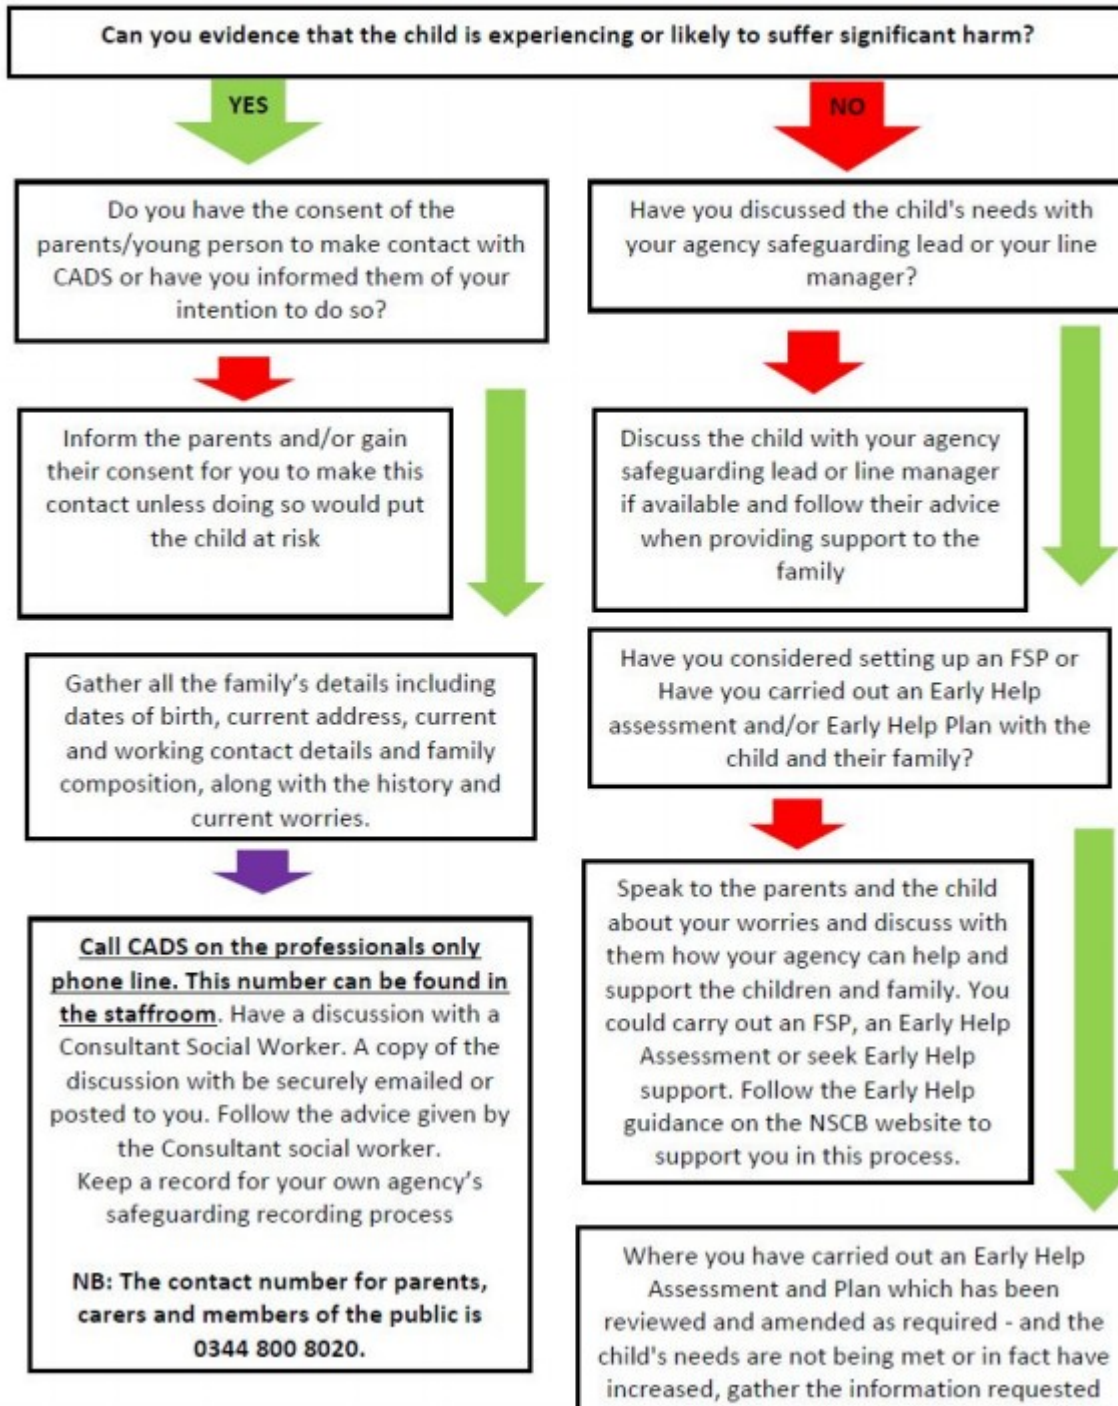 Can you evidence that the child is experiencing or likely to suffer significant harm?
YES
NO
Do you have the consent of the
parents/young person to make contact with
CADS or have you informed them of your
intention to do so?
Have you discussed the child's needs with
your agency safeguarding lead or your line
manager?
Inform the parents and/or gain
their consent for you to make this
contact unless doing so would put
the child at risk
Discuss the child with your agency
safeguarding lead or line manager
if available and follow their advice
when providing support to the
family
Gather all the family’s details including
dates of birth, current address, current
and working contact details and family
composition, along with the history and
current worries.
Have you considered setting up an FSP or
Have you carried out an Early Help
assessment and/or Early Help Plan with the
child and their family?
Call CADS on the professionals only
phone line. This number can be found in
the staffroom. Have a discussion with a
Consultant Social Worker. A copy of the
discussion with be securely emailed or
posted to you. Follow the advice given by
the Consultant social worker.
Keep a record for your own agency’s
safeguarding recording process
NB: The contact number for parents,
carers and members of the public is
0344 800 8020.
Speak to the parents and the child
about your worries and discuss with
them how your agency can help and
support the children and family. You
could carry out an FSP, an Early Help
Assessment or seek Early Help
support. Follow the Early Help
guidance on the NSCB website to
support you in this process.
Where you have carried out an Early Help
Assessment and Plan which has been
reviewed and amended as required - and the
child's needs are not being met or in fact have
increased, gather the information requested